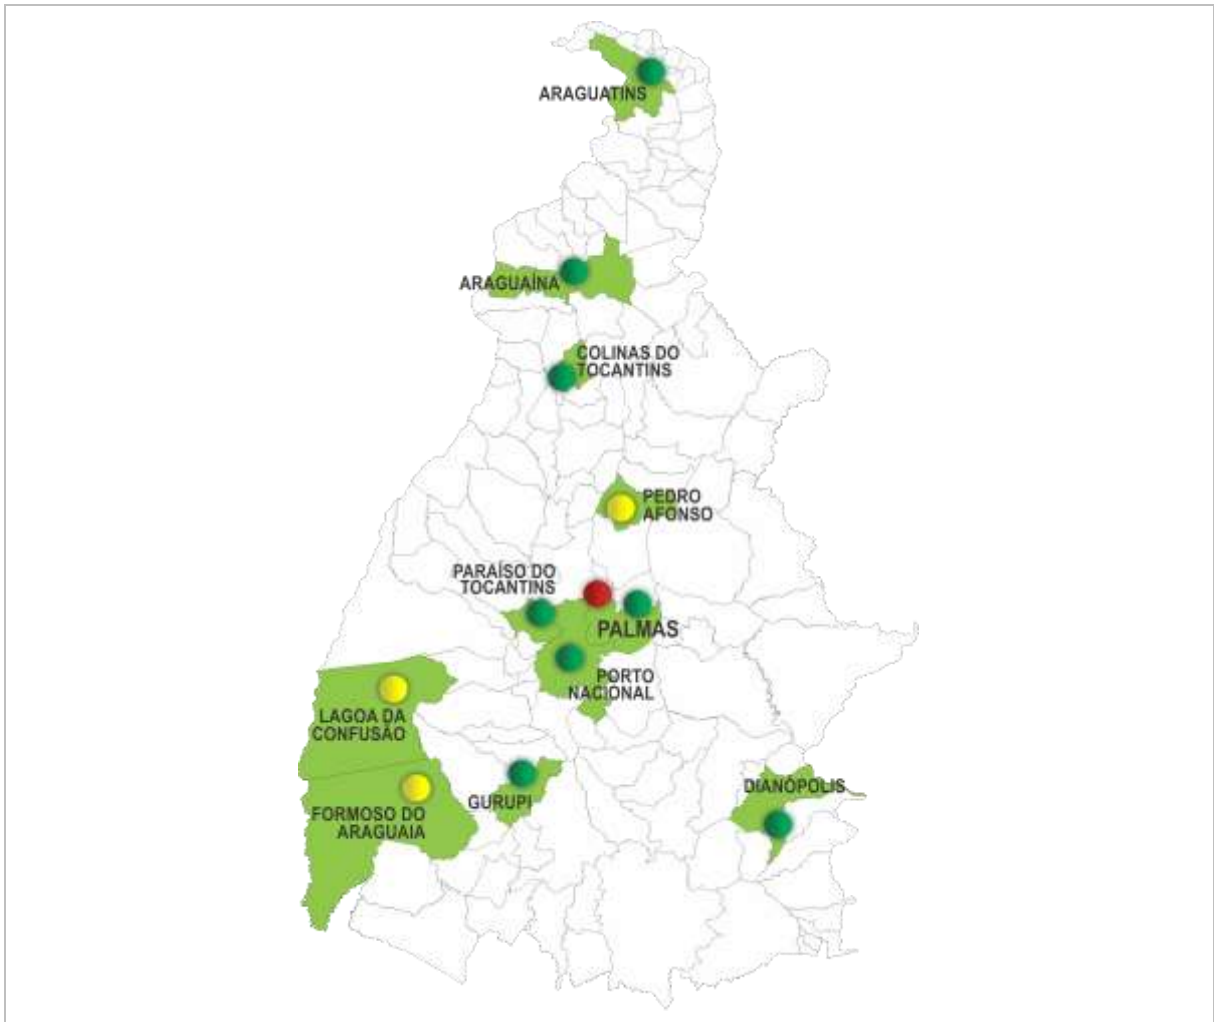 ARAGUATINS
ARAGUAÍNA
COLINAS DO
TOCANTINS
PEDRO
AFONSO
PARAÍSO DO
TOCANTINS
PALMAS
PORTO
NACIONAL
LAGOA DA
CONFUSÃO
DIANÓPOLIS
GURUPI
FORMOSO DO
ARAGUAIA